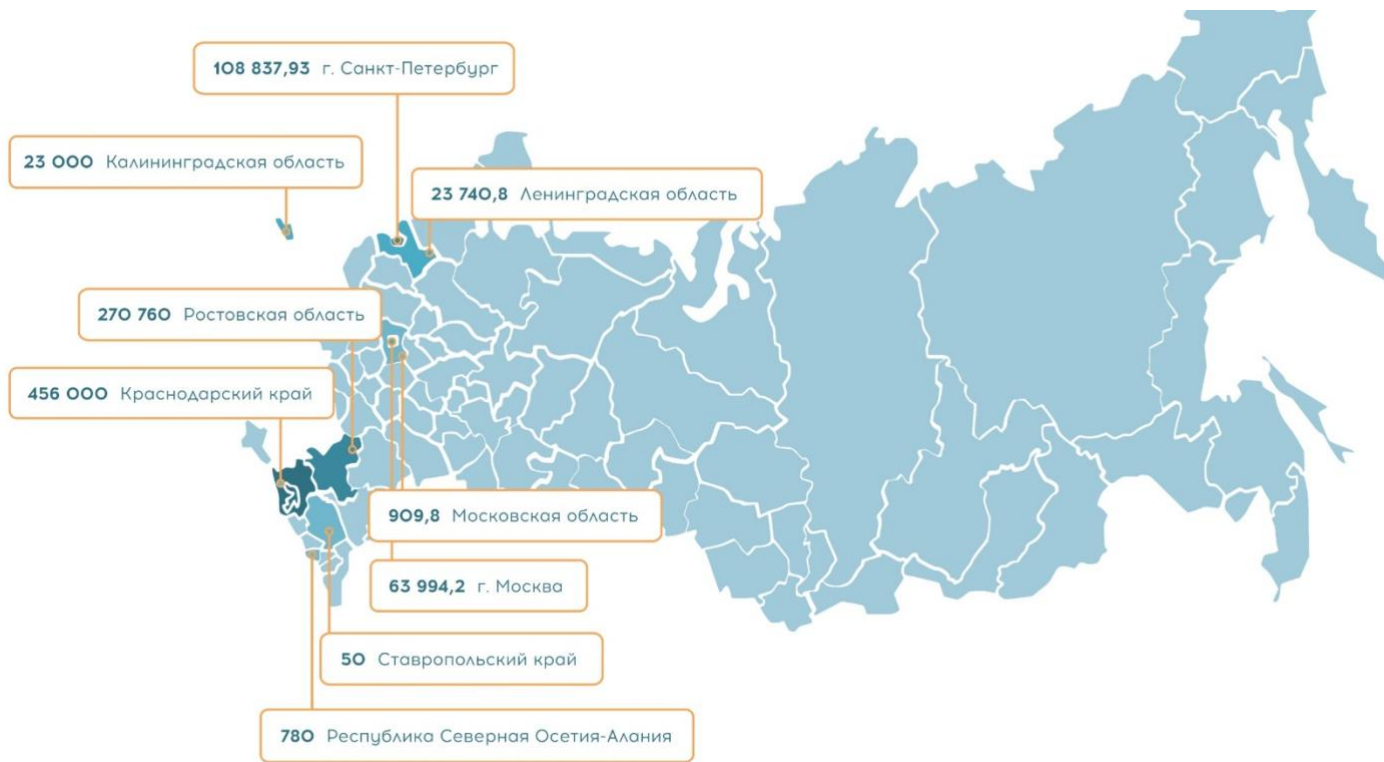 108 837,93 г. Санкт-Петербург
23 000 Калининградская область
23 740,8 Ленинградская область
270 760 Ростовская область
456 000 Краснодарский край
909,8 Московская область
63 994,2 г. Москва
50 Ставропольский край
780 Республика Северная Осетия-Алания